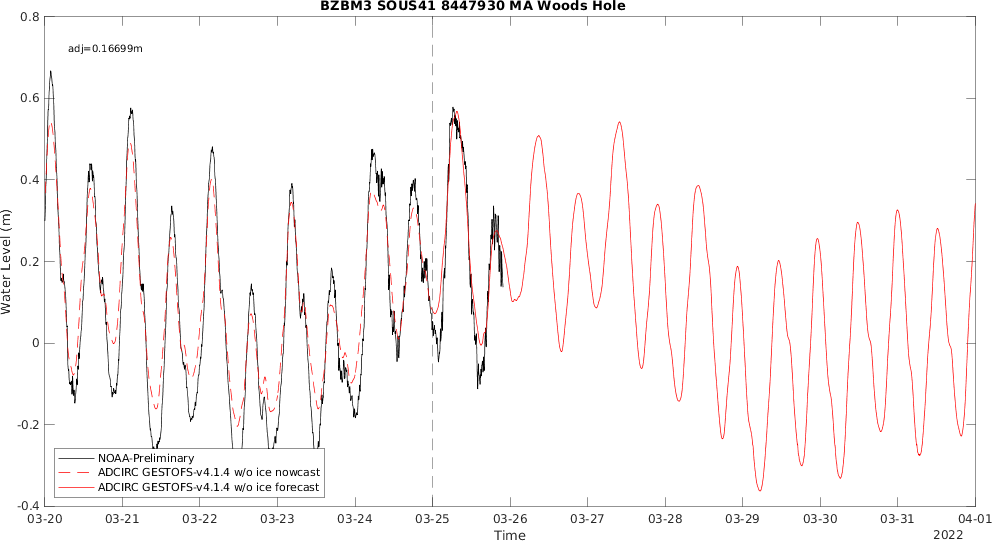 BZBM3 SOUS41 8447930 MA Woods Hole
adj=0.16699m
Water Level (m)
0.8
0.6
0.4
0.2
0
-0.2
-0.4
NOAA-Preliminary
ADCIRC GESTOFS-v4.1.4 w/o ice nowcast
ADCIRC GESTOFS-v4.1.4 w/o ice forecast
03-20 03-21 03-22 03-23 03-24 03-25 03-26 03-27 03-28 03-29 03-30 03-31 04-01
Time
2022